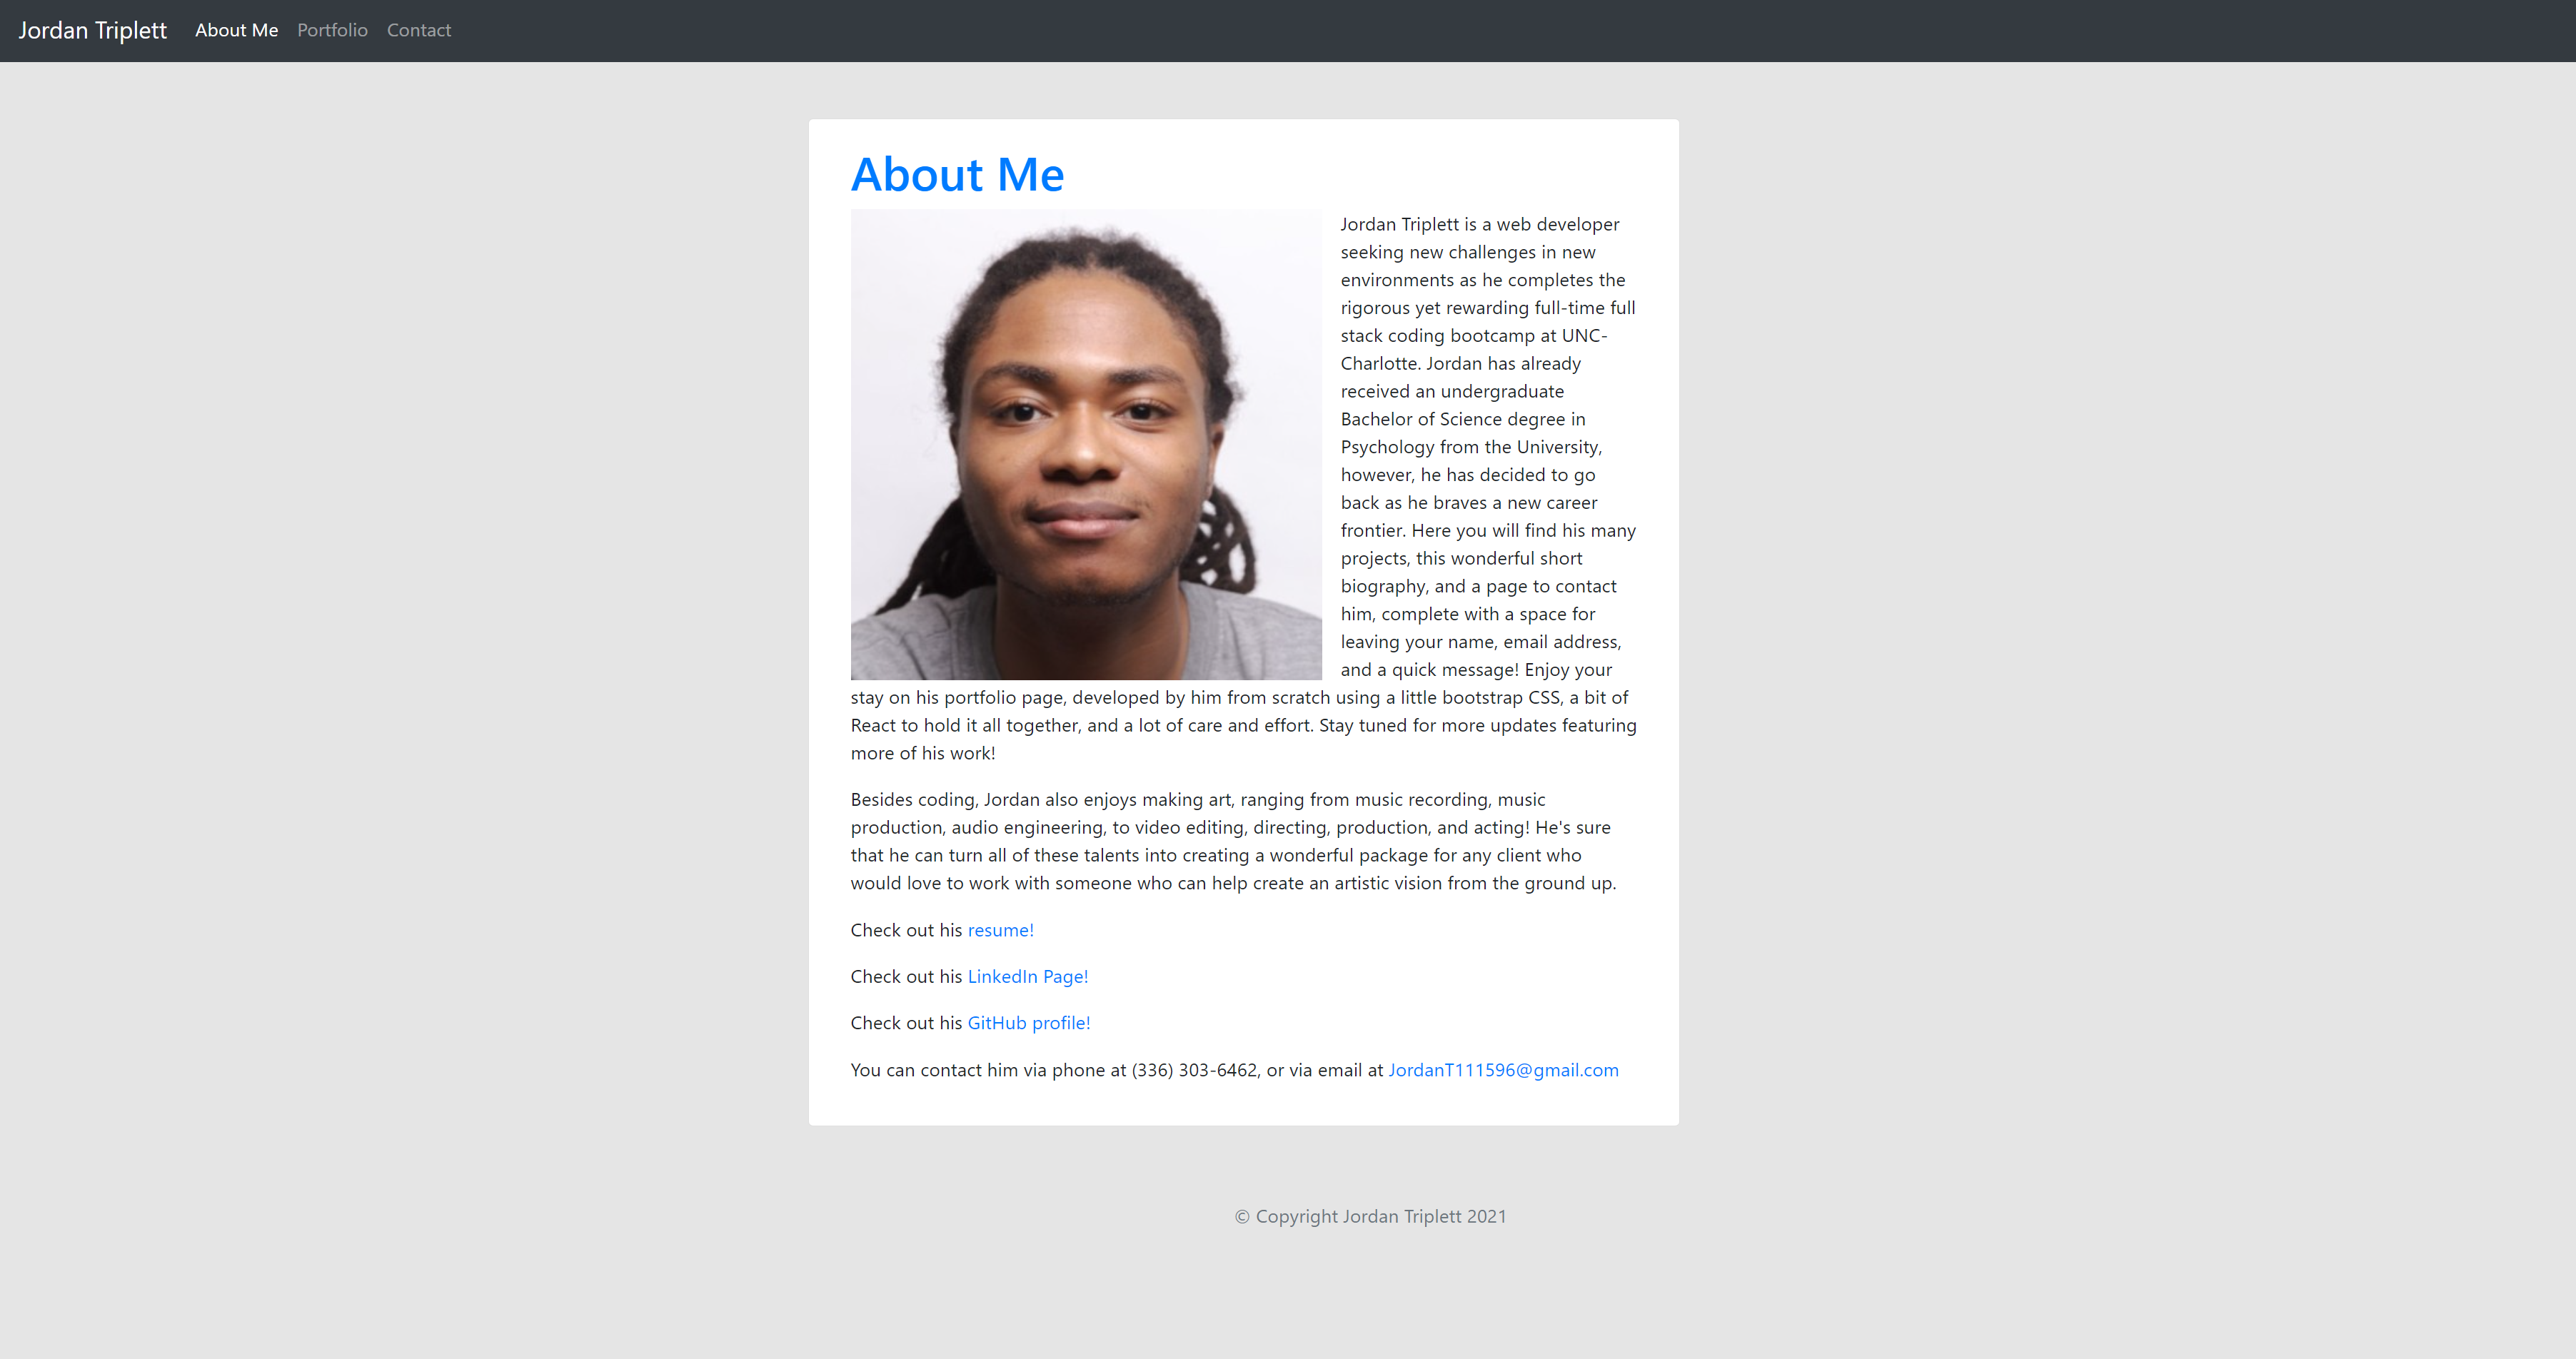 Jordan Triplett About Me Portfolio Contact
About Me
Jordan Triplett is a web developer
seeking new challenges in new
environments as he completes the
rigorous yet rewarding full-time full
stack coding bootcamp at UNC-
Charlotte. Jordan has already
received an undergraduate
Bachelor of Science degree in
Psychology from the University,
however, he has decided to go
back as he braves a new career
frontier. Here you will find his many
projects, this wonderful short
biography, and a page to contact
him, complete with a space for
leaving your name, email address,
and a quick message! Enjoy your
stay on his portfolio page, developed by him from scratch using a little bootstrap CSS, a bit of
React to hold it all together, and a lot of care and effort. Stay tuned for more updates featuring
more of his work!
Besides coding, Jordan also enjoys making art, ranging from music recording, music
production, audio engineering, to video editing, directing, production, and acting! He's sure
that he can turn all of these talents into creating a wonderful package for any client who
would love to work with someone who can help create an artistic vision from the ground up.
Check out his resume!
Check out his LinkedIn Page!
Check out his GitHub profile!
You can contact him via phone at (336) 303-6462, or via email at JordanT111596@gmail.com
© Copyright Jordan Triplett 2021